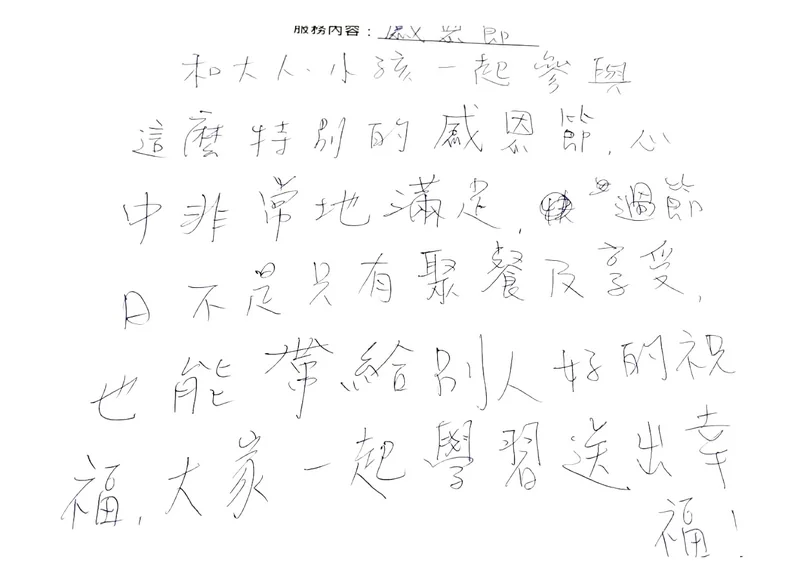 服務內容：感恩節
和大人、小孩一起參與
這麼特別的感恩節，心
中非常地滿足，過節
日不是只有聚餐及享受，
也能帶給別人好的祝
福，大家一起學習送出幸
福！